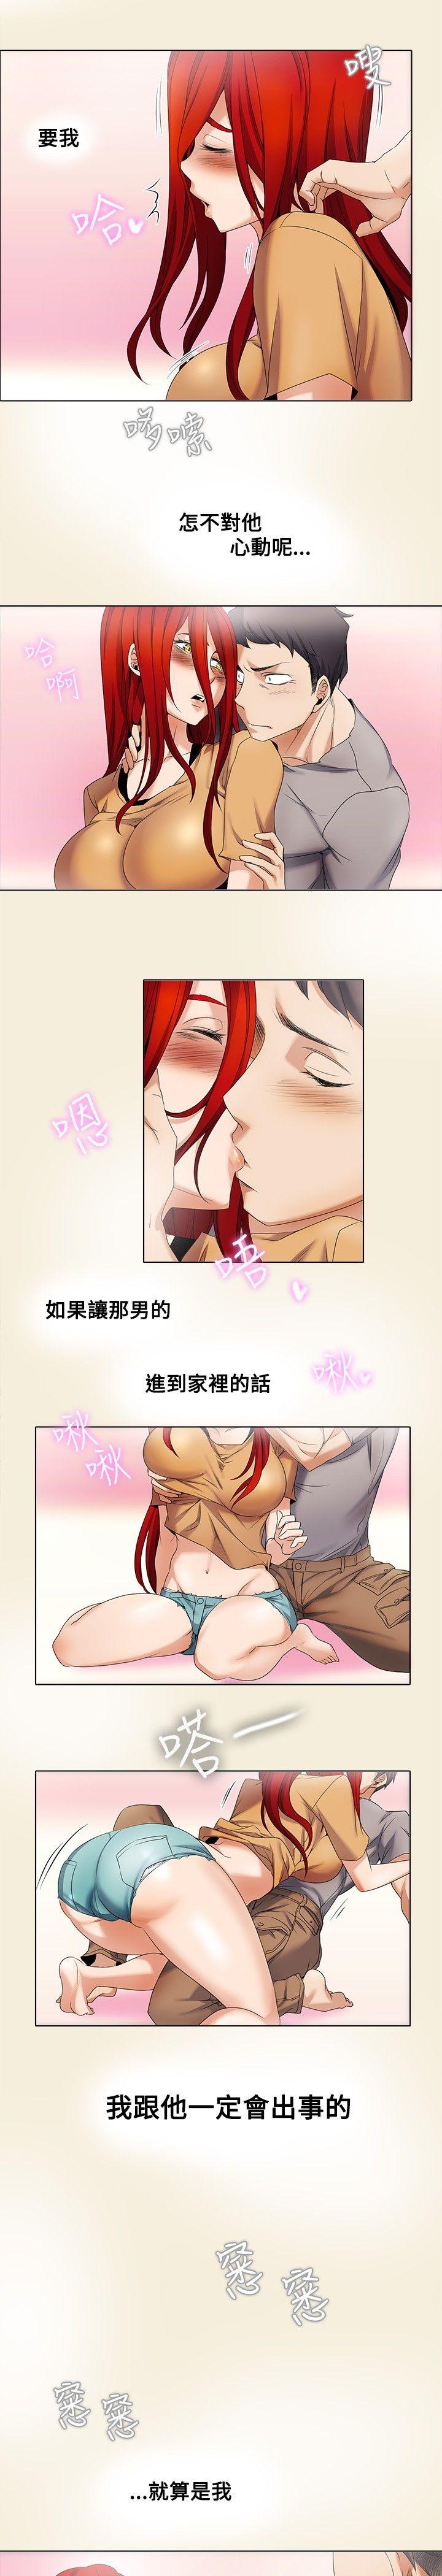 嗖
要我
哈
哆嗦
怎不對他
心動呢...
哈
啊
嗯
唔
如果讓那男的
進到家裡的話
啾
啾
啾
嗒一
我跟他一定會出事的
窸
窸
窸
窸
...就算是我